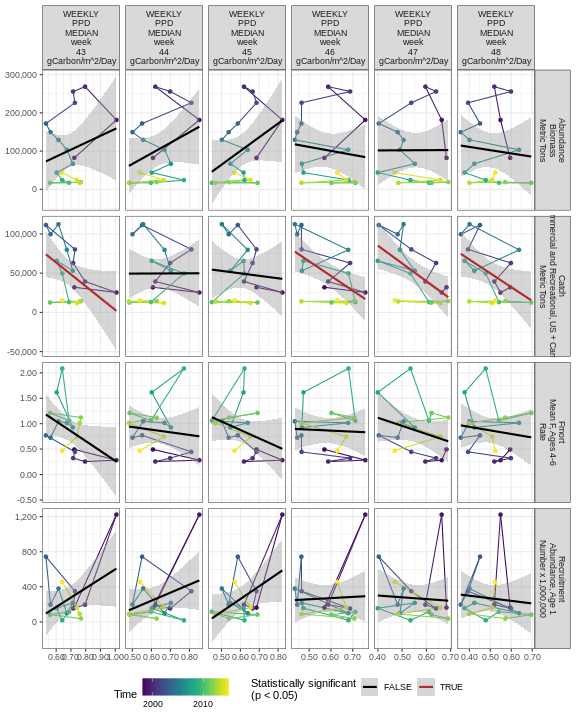 WEEKLY
PPD
MEDIAN
week
43
gCarbon/m^2/Day
WEEKLY
PPD
MEDIAN
week
44
gCarbon/m^2/Day
WEEKLY
PPD
MEDIAN
week
45
gCarbon/m^2/Day
WEEKLY
PPD
MEDIAN
week
46
gCarbon/m^2/Day
WEEKLY
PPD
MEDIAN
week
47
gCarbon/m^2/Day
WEEKLY
PPD
MEDIAN
week
48
gCarbon/m^2/Day
300,000
200,000
100,000
0
Abundance
Biomass
Metric Tons
100,000
50,000
0
-50,000
Catch
mmercial and Recreational, US + Can
Metric Tons
2.00
1.50
1.00
0.50
0.00
-0.50
Fmort
Mean F, Ages 4-6
Rate
1,200
800
400
0
Recruitment
Abundance, Age 1
Number x 1,000,000
0.60 0.70 0.80 0.90 1.00
0.50 0.60 0.70 0.80
0.50 0.60 0.70 0.80
0.50 0.60 0.70 0.80
0.40 0.50 0.60 0.70
0.40 0.50 0.60 0.70
Time
2000 2010
Statistically significant
(p < 0.05)
FALSE
TRUE